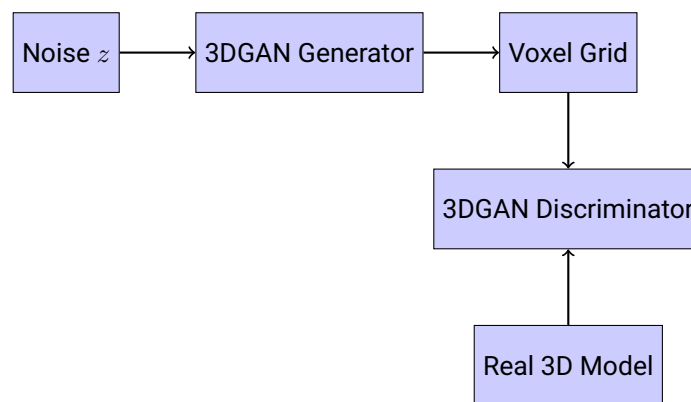 Noise z
3DGAN Generator
Voxel Grid
3DGAN Discriminator
Real 3D Model